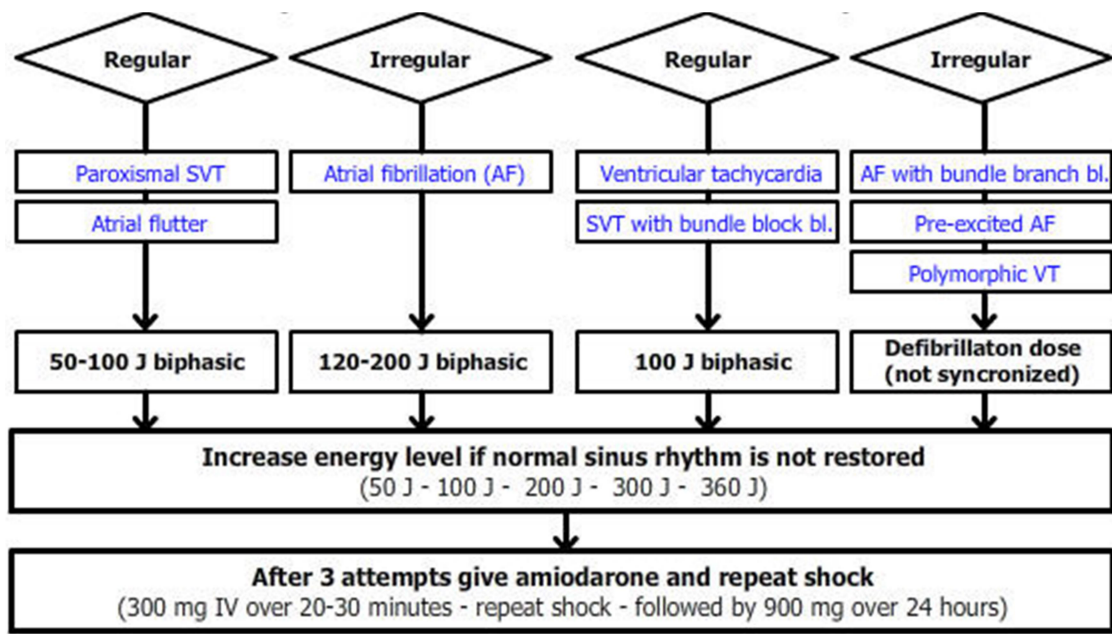 Regular
Irregular
Regular
Irregular
Paroximal SVT
Atrial fibrillation (AF)
Ventricular tachycardia
AF with bundle branch bl.
Atrial flutter
SVT with bundle block bl.
Pre-excited AF
Polymorphic VT
50-100 J biphasic
120-200 J biphasic
100 J biphasic
Defibrillaton dose
(not syncronized)
Increase energy level if normal sinus rhythm is not restored
(50 J - 100 J - 200 J - 300 J - 360 J)
After 3 attempts give amiodarone and repeat shock
(300 mg IV over 20-30 minutes - repeat shock - followed by 900 mg over 24 hours)